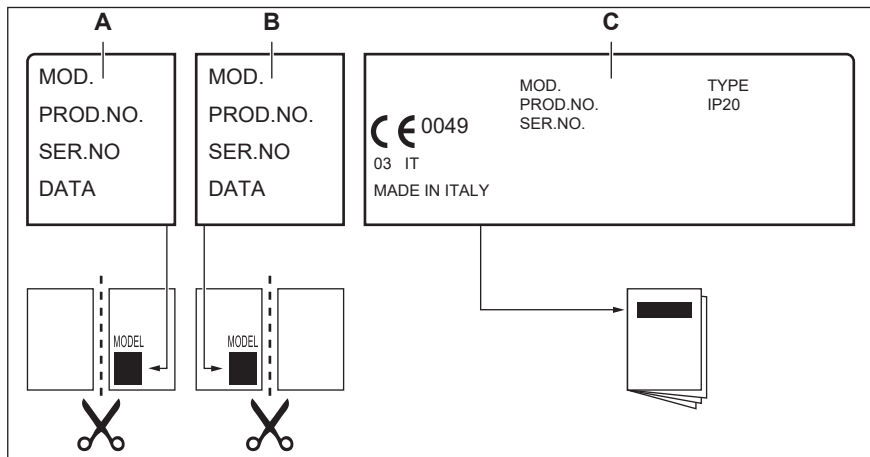 A
B
C
MOD.
PROD.NO.
SER.NO
DATA
MOD.
PROD.NO.
SER.NO
DATA
MOD.
PROD.NO.
SER.NO.
TYPE
IP20
CE 0049
03 IT
MADE IN ITALY
MODEL
MODEL